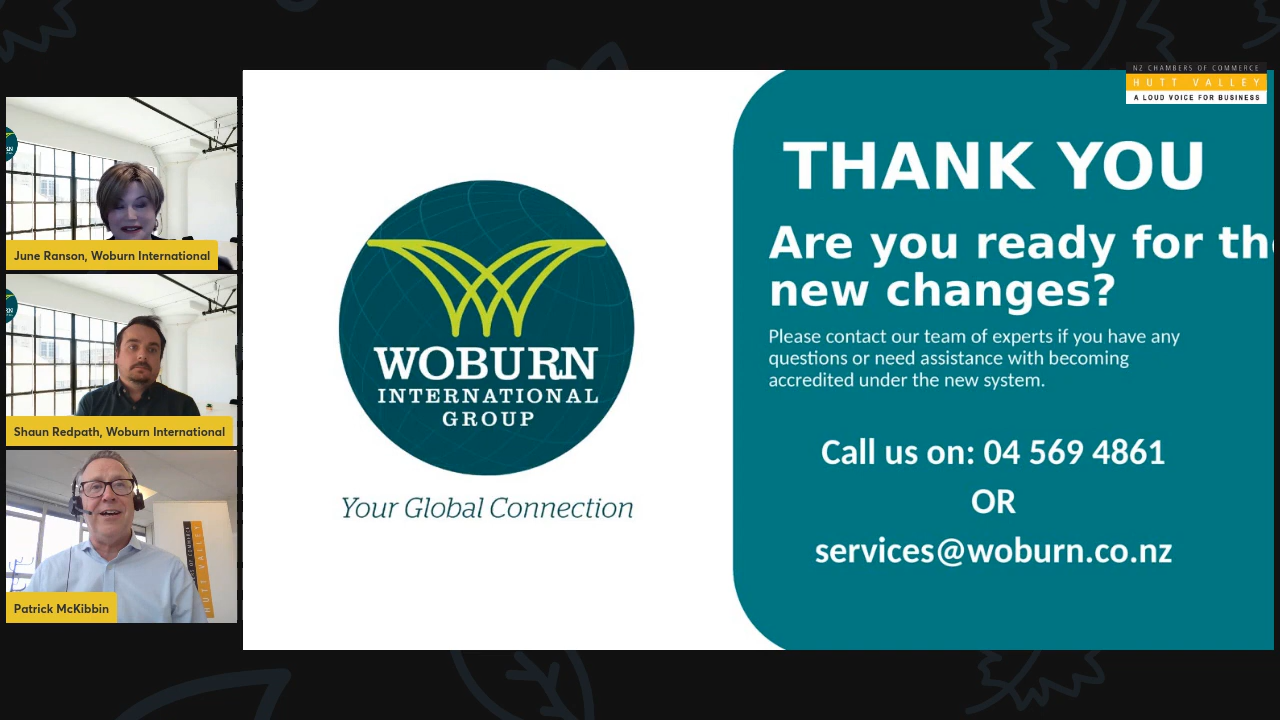 NZ CHAMBERS OF COMMERCE
HUTT VALLEY
A LOUD VOICE FOR BUSINESS
June Ranson, Woburn International
Shaun Redpath, Woburn International
HUTT VALLEY
Patrick McKibbin
WOBURN
INTERNATIONAL
GROUP
Your Global Connection
THANK YOU
Are you ready for the
new changes?
Please contact our team of experts if you have any
questions or need assistance with becoming
accredited under the new system.
Call us on: 04 569 4861
OR
services@woburn.co.nz